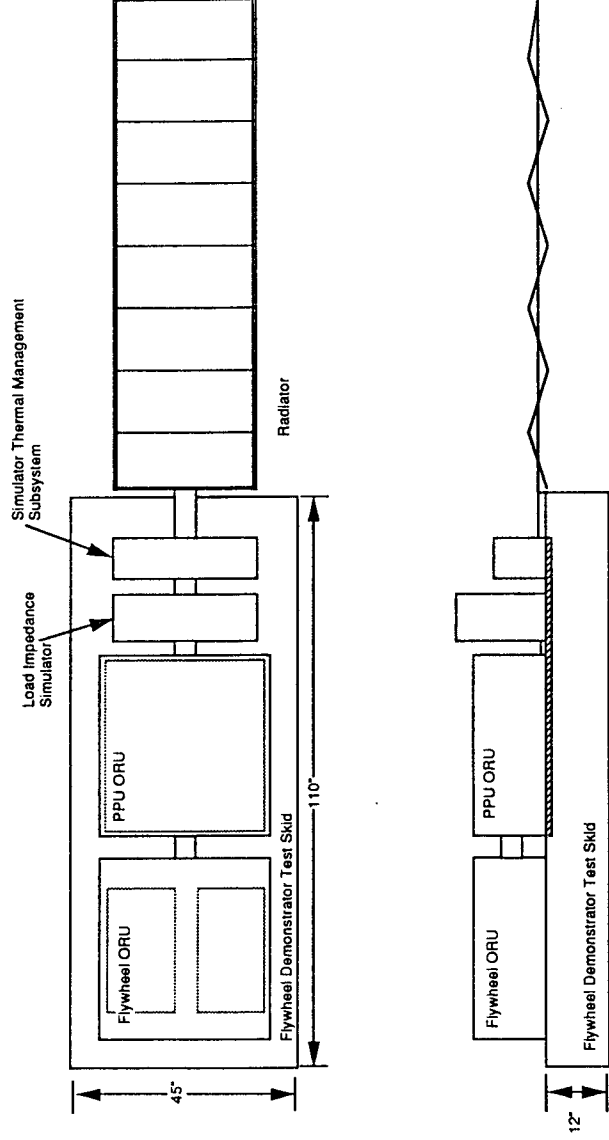 Simulator Thermal Management
Subsystem
Load Impedance
Simulator
Radiator
PPU ORU
Flywheel ORU
Flywheel Demonstrator Test Skid
110"
45"
PPU ORU
Flywheel ORU
Flywheel Demonstrator Test Skid
12"